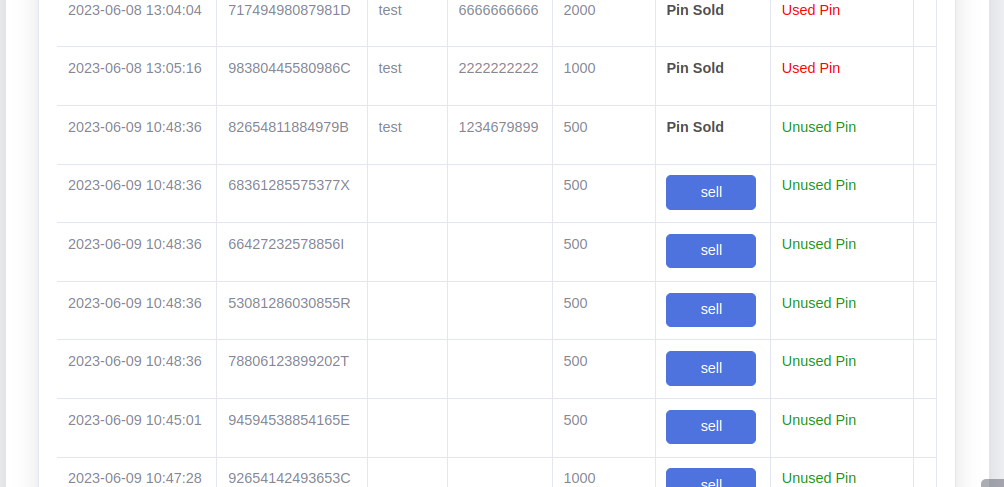 2023-06-08 13:04:04 71749498087981D test 6666666666 2000 Pin Sold Used Pin
2023-06-08 13:05:16 98380445580986C test 2222222222 1000 Pin Sold Used Pin
2023-06-09 10:48:36 82654811884979B test 1234679899 500 Pin Sold Unused Pin
2023-06-09 10:48:36 68361285575377X 500 sell Unused Pin
2023-06-09 10:48:36 66427232578856I 500 sell Unused Pin
2023-06-09 10:48:36 53081286030855R 500 sell Unused Pin
2023-06-09 10:48:36 78806123899202T 500 sell Unused Pin
2023-06-09 10:45:01 94594538854165E 500 sell Unused Pin
2023-06-09 10:47:28 92654142493653C 1000 sell Unused Pin